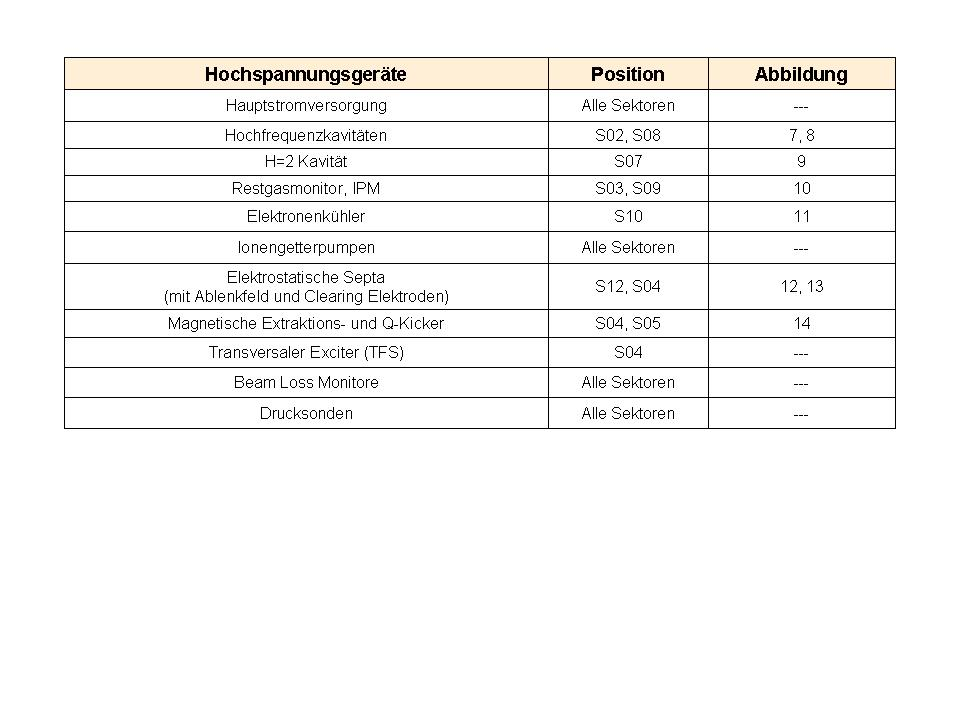 Hochspannungsgeräte Position Abbildung
Hauptstromversorgung Alle Sektoren ---
Hochfrequenzkavitäten S02, S08 7, 8
H=2 Kavität S07 9
Restgasmonitor, IPM S03, S09 10
Elektronenkühler S10 11
Ionengetterpumpen Alle Sektoren ---
Elektrostatische Septa
(mit Ablenkfeld und Clearing Elektroden) S12, S04 12, 13
Magnetische Extraktions- und Q-Kicker S04, S05 14
Transversaler Exciter (TFS) S04 ---
Beam Loss Monitore Alle Sektoren ---
Drucksonden Alle Sektoren ---